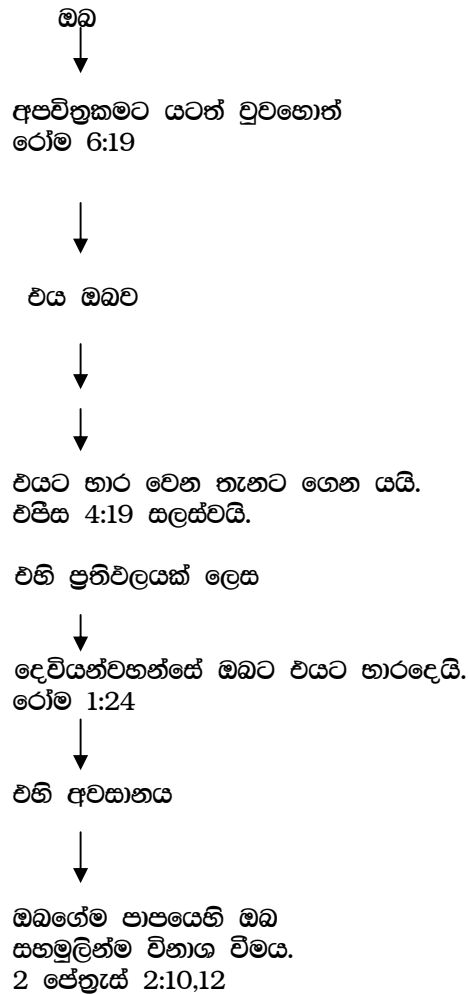 ඔබ
අපවිත්‍රකමට යටත් වුවහොත්
රෝම 6:19
එය ඔබව
එයට භාර වෙන තැනට ගෙන යයි.
එපීස 4:19 සලස්වයි.
එහි ප්‍රතිඵලයක් ලෙස
දෙවියන්වහන්සේ ඔබට එයට භාරදෙයි.
රෝම 1:24
එහි අවසානය
ඔබගේම පාපයෙහි ඔබ
සහමුලින්ම විනාශ වීමය.
2 පේත්‍රැස් 2:10,12